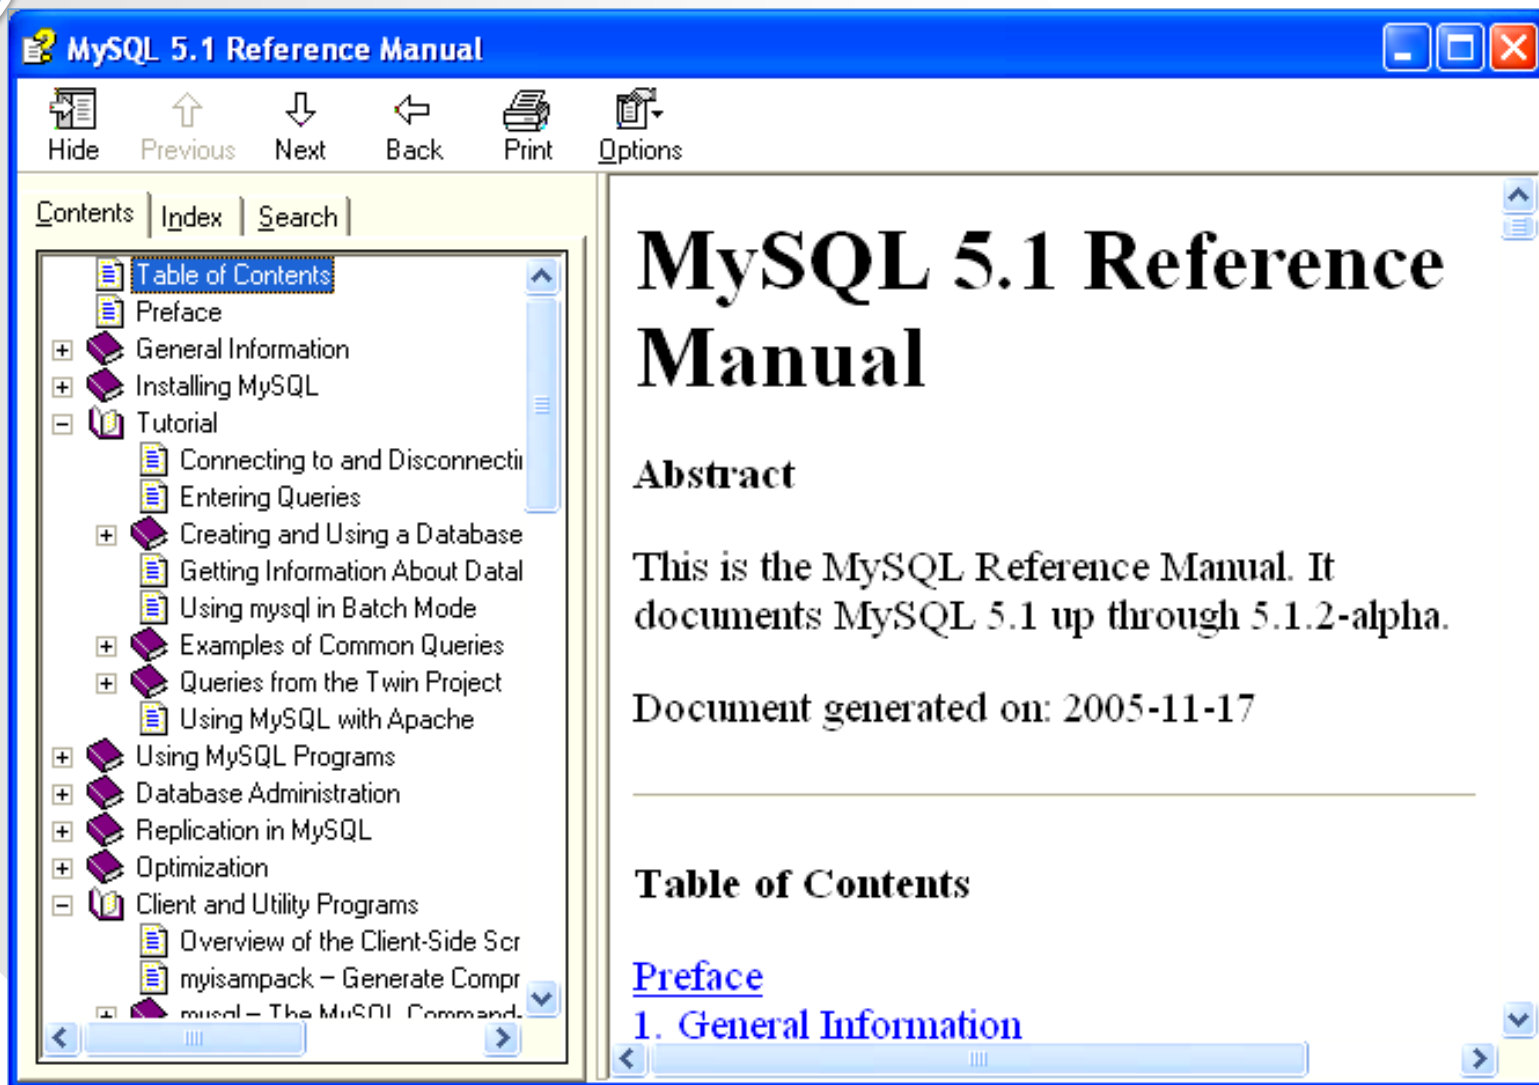 MySQL 5.1 Reference Manual
Hide Previous Next Back Print Options
Contents Index Search
Table of Contents
Preface
General Information
Installing MySQL
Tutorial
Connecting to and Disconnectin
Entering Queries
Creating and Using a Database
Getting Information About
Using mysql in Batch Mode
Examples of Common Queries
Queries from the Twin Project
Using MySQL with Apache
Using MySQL Programs
Database Administration
Replication in MySQL
Optimization
Client and Utility Programs
Overview of the Client-Side Scr
myisampack – Generate Compr
mysql – The MySQL Command-
MySQL 5.1 Reference
Manual
Abstract
This is the MySQL Reference Manual. It
documents MySQL 5.1 up through 5.1.2-alpha.
Document generated on: 2005-11-17
Table of Contents
Preface
1. General Information